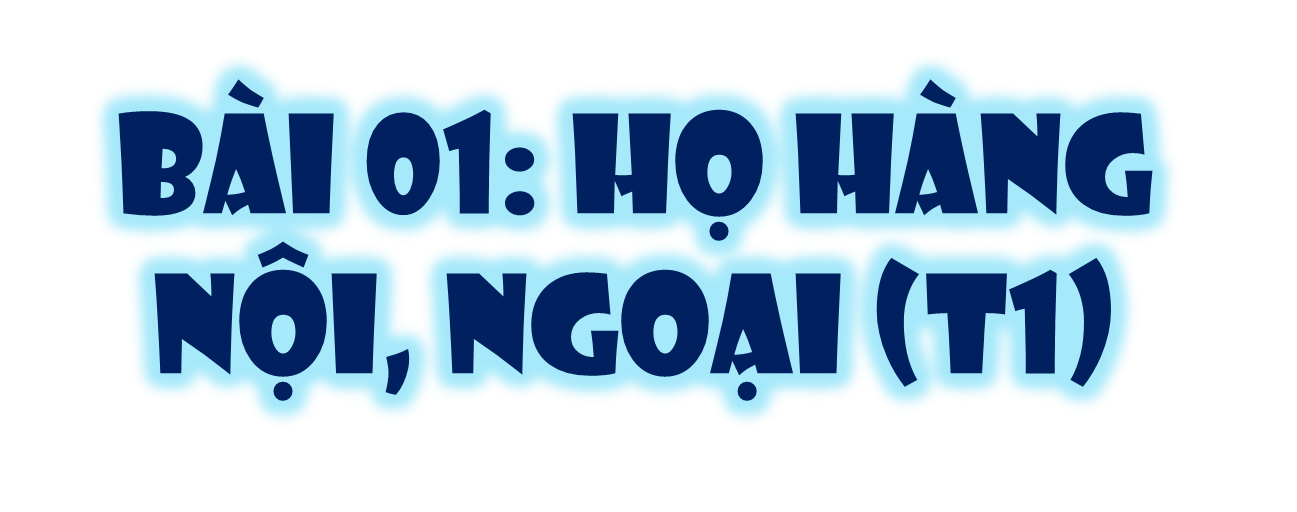 BÀI 01: HỌ HÀNG
NỘI, NGOẠI (T1)